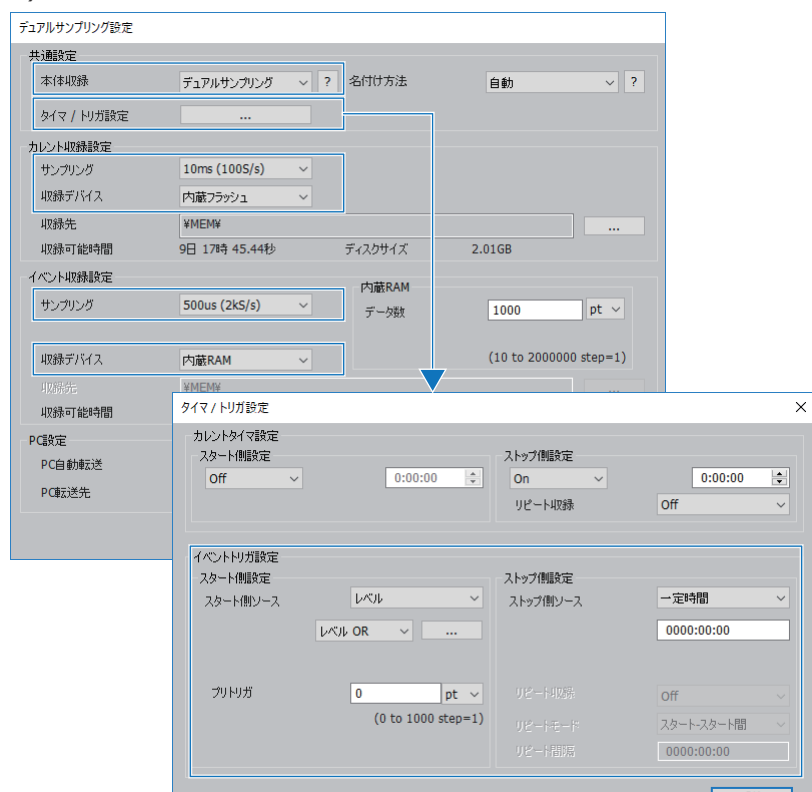 デュアルサンプリング設定
共通設定
本体収録 デュアルサンプリング ? 名付け方法 自動 ?
タイマ / トリガ設定 ...
カレント収録設定
サンプリング 10ms (100S/s)
収録デバイス 内蔵フラッシュ
収録先 ¥MEM¥ ...
収録可能時間 9日 17時 45.44秒 ディスクサイズ 2.01GB
イベント収録設定
サンプリング 500us (2kS/s)
内蔵RAM
データ数 1000 pt
(10 to 2000000 step=1)
収録デバイス 内蔵RAM
収録先 ¥MEM¥ ...
収録可能時間
PC設定
PC自動転送
PC転送先
タイマ / トリガ設定 ×
カレントタイマ設定
スタート側設定
Off 0:00:00
ストップ側設定
On 0:00:00
リピート収録 Off
イベントトリガ設定
スタート側設定
スタート側ソース レベル
レベル OR ...
プリトリガ 0 pt
(0 to 1000 step=1)
ストップ側設定
ストップ側ソース 一定時間
0000:00:00
リピート収録 Off
リピートモード スタート-スタート間
リピート間隔 0000:00:00